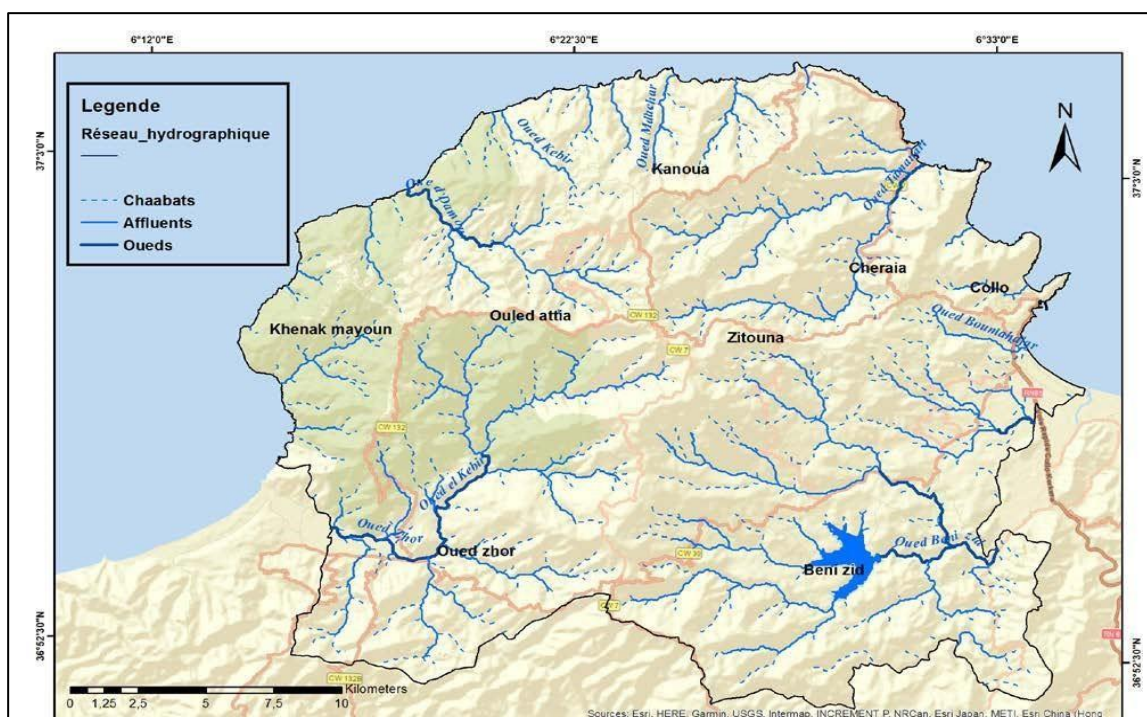 6°12'0"E
6°22'30"E
6°33'0"E
Legende
Réseau_hydrographique
Chaabats
Affluents
Oueds
N
37°3'0"N
37°3'0"N
Oued Kebir
Kanoua
Cheraia
Collo
Khenak mayoun
Ouled attia
CW 132
Zitouna
Oued Boumahajar
CW 7
CW 132
Oued el Kebir
Oued Zhor
Oued zhor
CW 30
Beni zid
Oued Beni zid
36°52'30"N
36°52'30"N
CW 132B
Kilometers
0 1,25 2,5 5 7,5 10
Sources: Esri, HERE, Garmin, USGS, Intermap, INCREMENT P, NRCan, Esri Japan, METI, Esri China (Hong